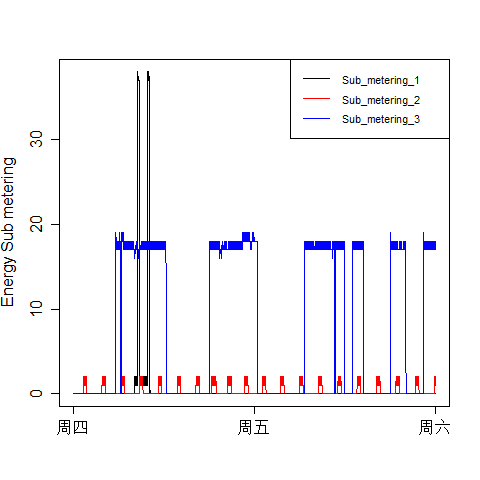 Sub_metering_1
Sub_metering_2
Sub_metering_3
Energy Sub metering
30
20
10
0
周四 周五 周六